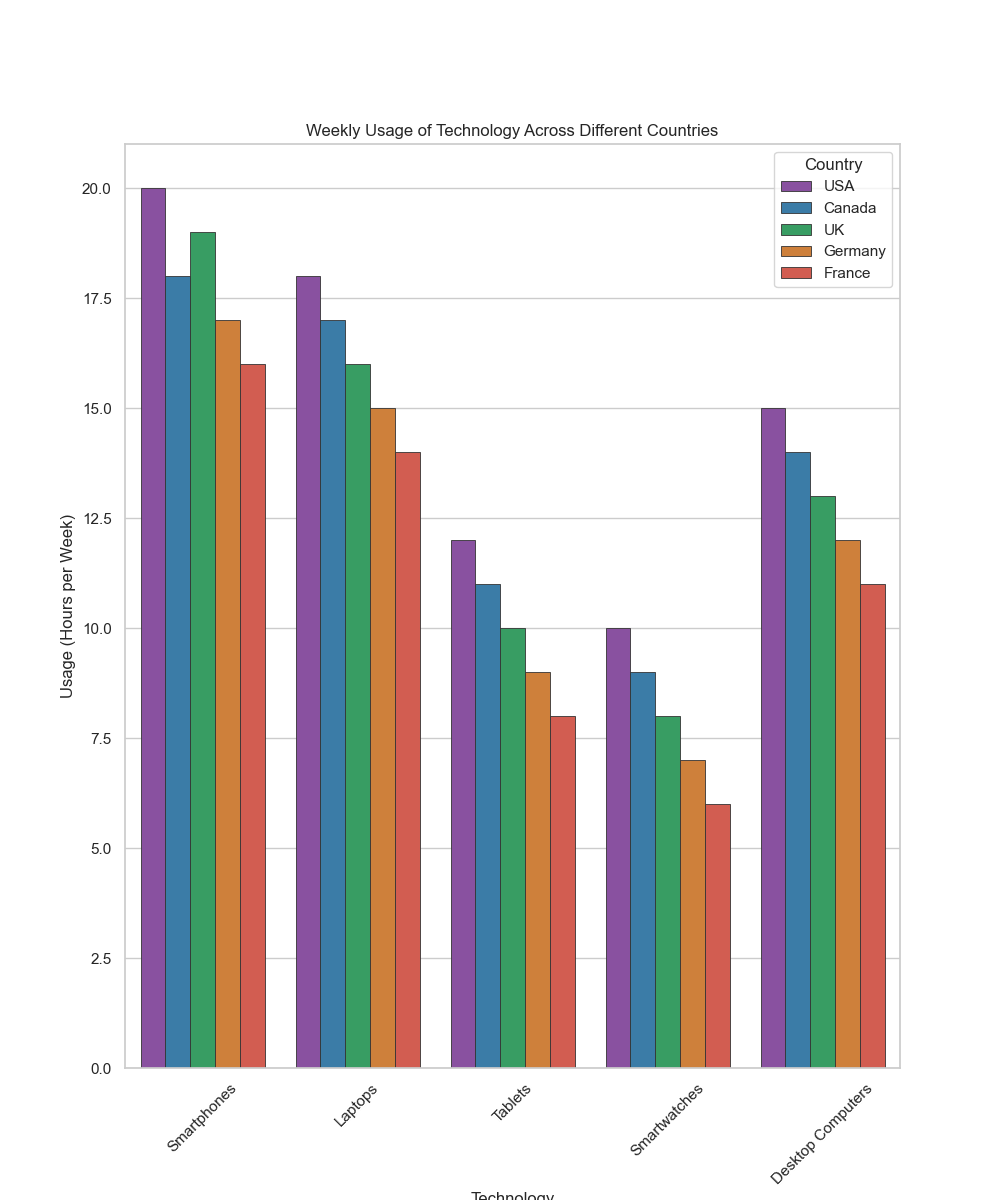 Weekly Usage of Technology Across Different Countries
Country
USA
Canada
UK
Germany
France
20.0
17.5
15.0
12.5
10.0
7.5
5.0
2.5
0.0
Usage (Hours per Week)
Smartphones
Laptops
Tablets
Smartwatches
Desktop Computers
Technology